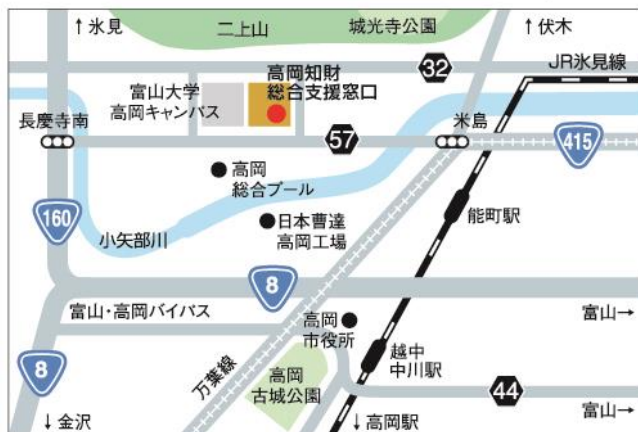 ↑氷見
二上山
城光寺公園
↑伏木
JR氷見線
32
高岡知財
総合支援窓口
富山大学
高岡キャンパス
長慶寺南
57
米島
415
高岡
総合プール
160
小矢部川
日本曹達
高岡工場
能町駅
8
富山・高岡バイパス
高岡
市役所
富山→
8
万葉線
高岡
古城公園
越中
中川駅
44
富山→
↓金沢
↓高岡駅